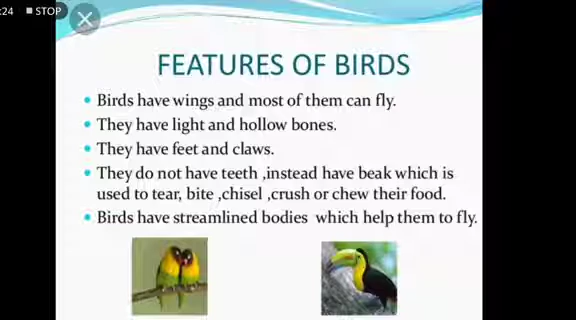 :24 STOP
FEATURES OF BIRDS
• Birds have wings and most of them can fly.
• They have light and hollow bones.
• They have feet and claws.
• They do not have teeth ,instead have beak which is
used to tear, bite ,chisel ,crush or chew their food.
• Birds have streamlined bodies which help them to fly.